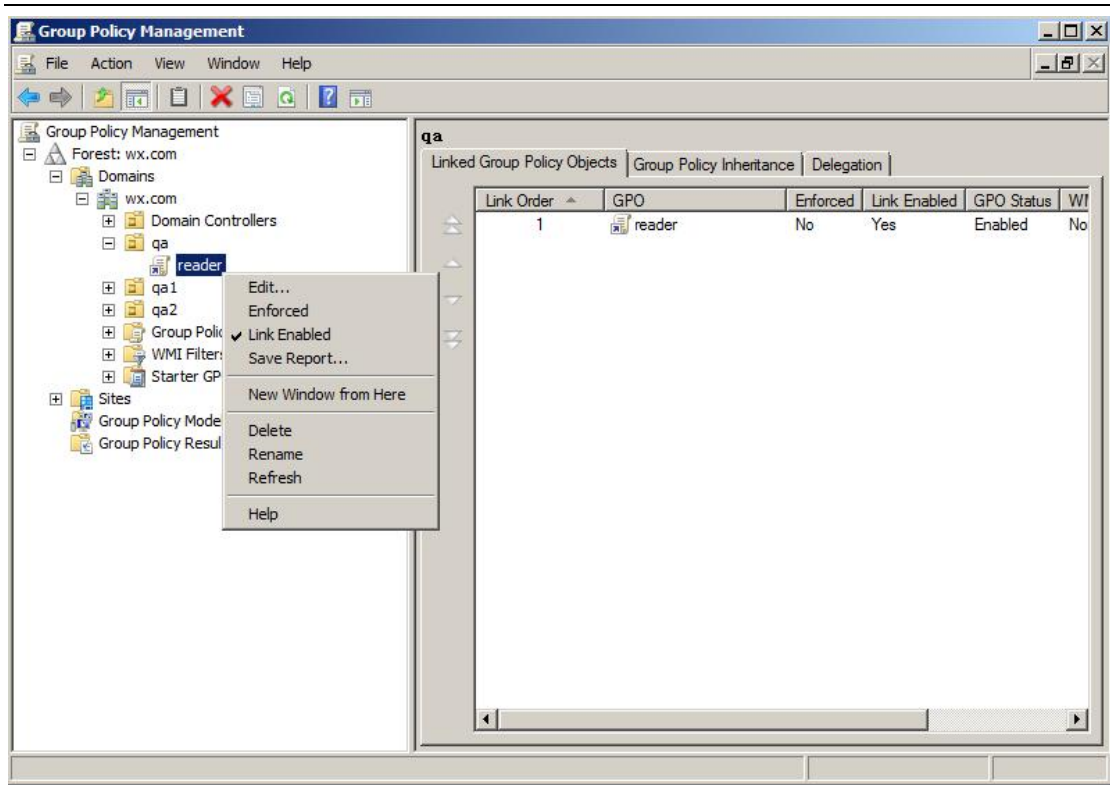 Group Policy Management
File Action View Window Help
Group Policy Management
Forest: wx.com
Domains
wx.com
Domain Controllers
qa
reader
qa1
qa2
Group Polic
WMI Filters
Starter GP
Sites
Group Policy Mode
Group Policy Resul
Edit...
Enforced
Link Enabled
Save Report...
New Window from Here
Delete
Rename
Refresh
Help
qa
Linked Group Policy Objects Group Policy Inheritance Delegation
Link Order GPO Enforced Link Enabled GPO Status WM
1 reader No Yes Enabled No